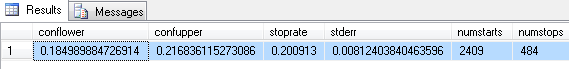 Results Messages
conflower confupper stoprate stderr numstarts numstops
1 0.184989884726914 0.216836115273086 0.200913 0.00812403840463596 2409 484